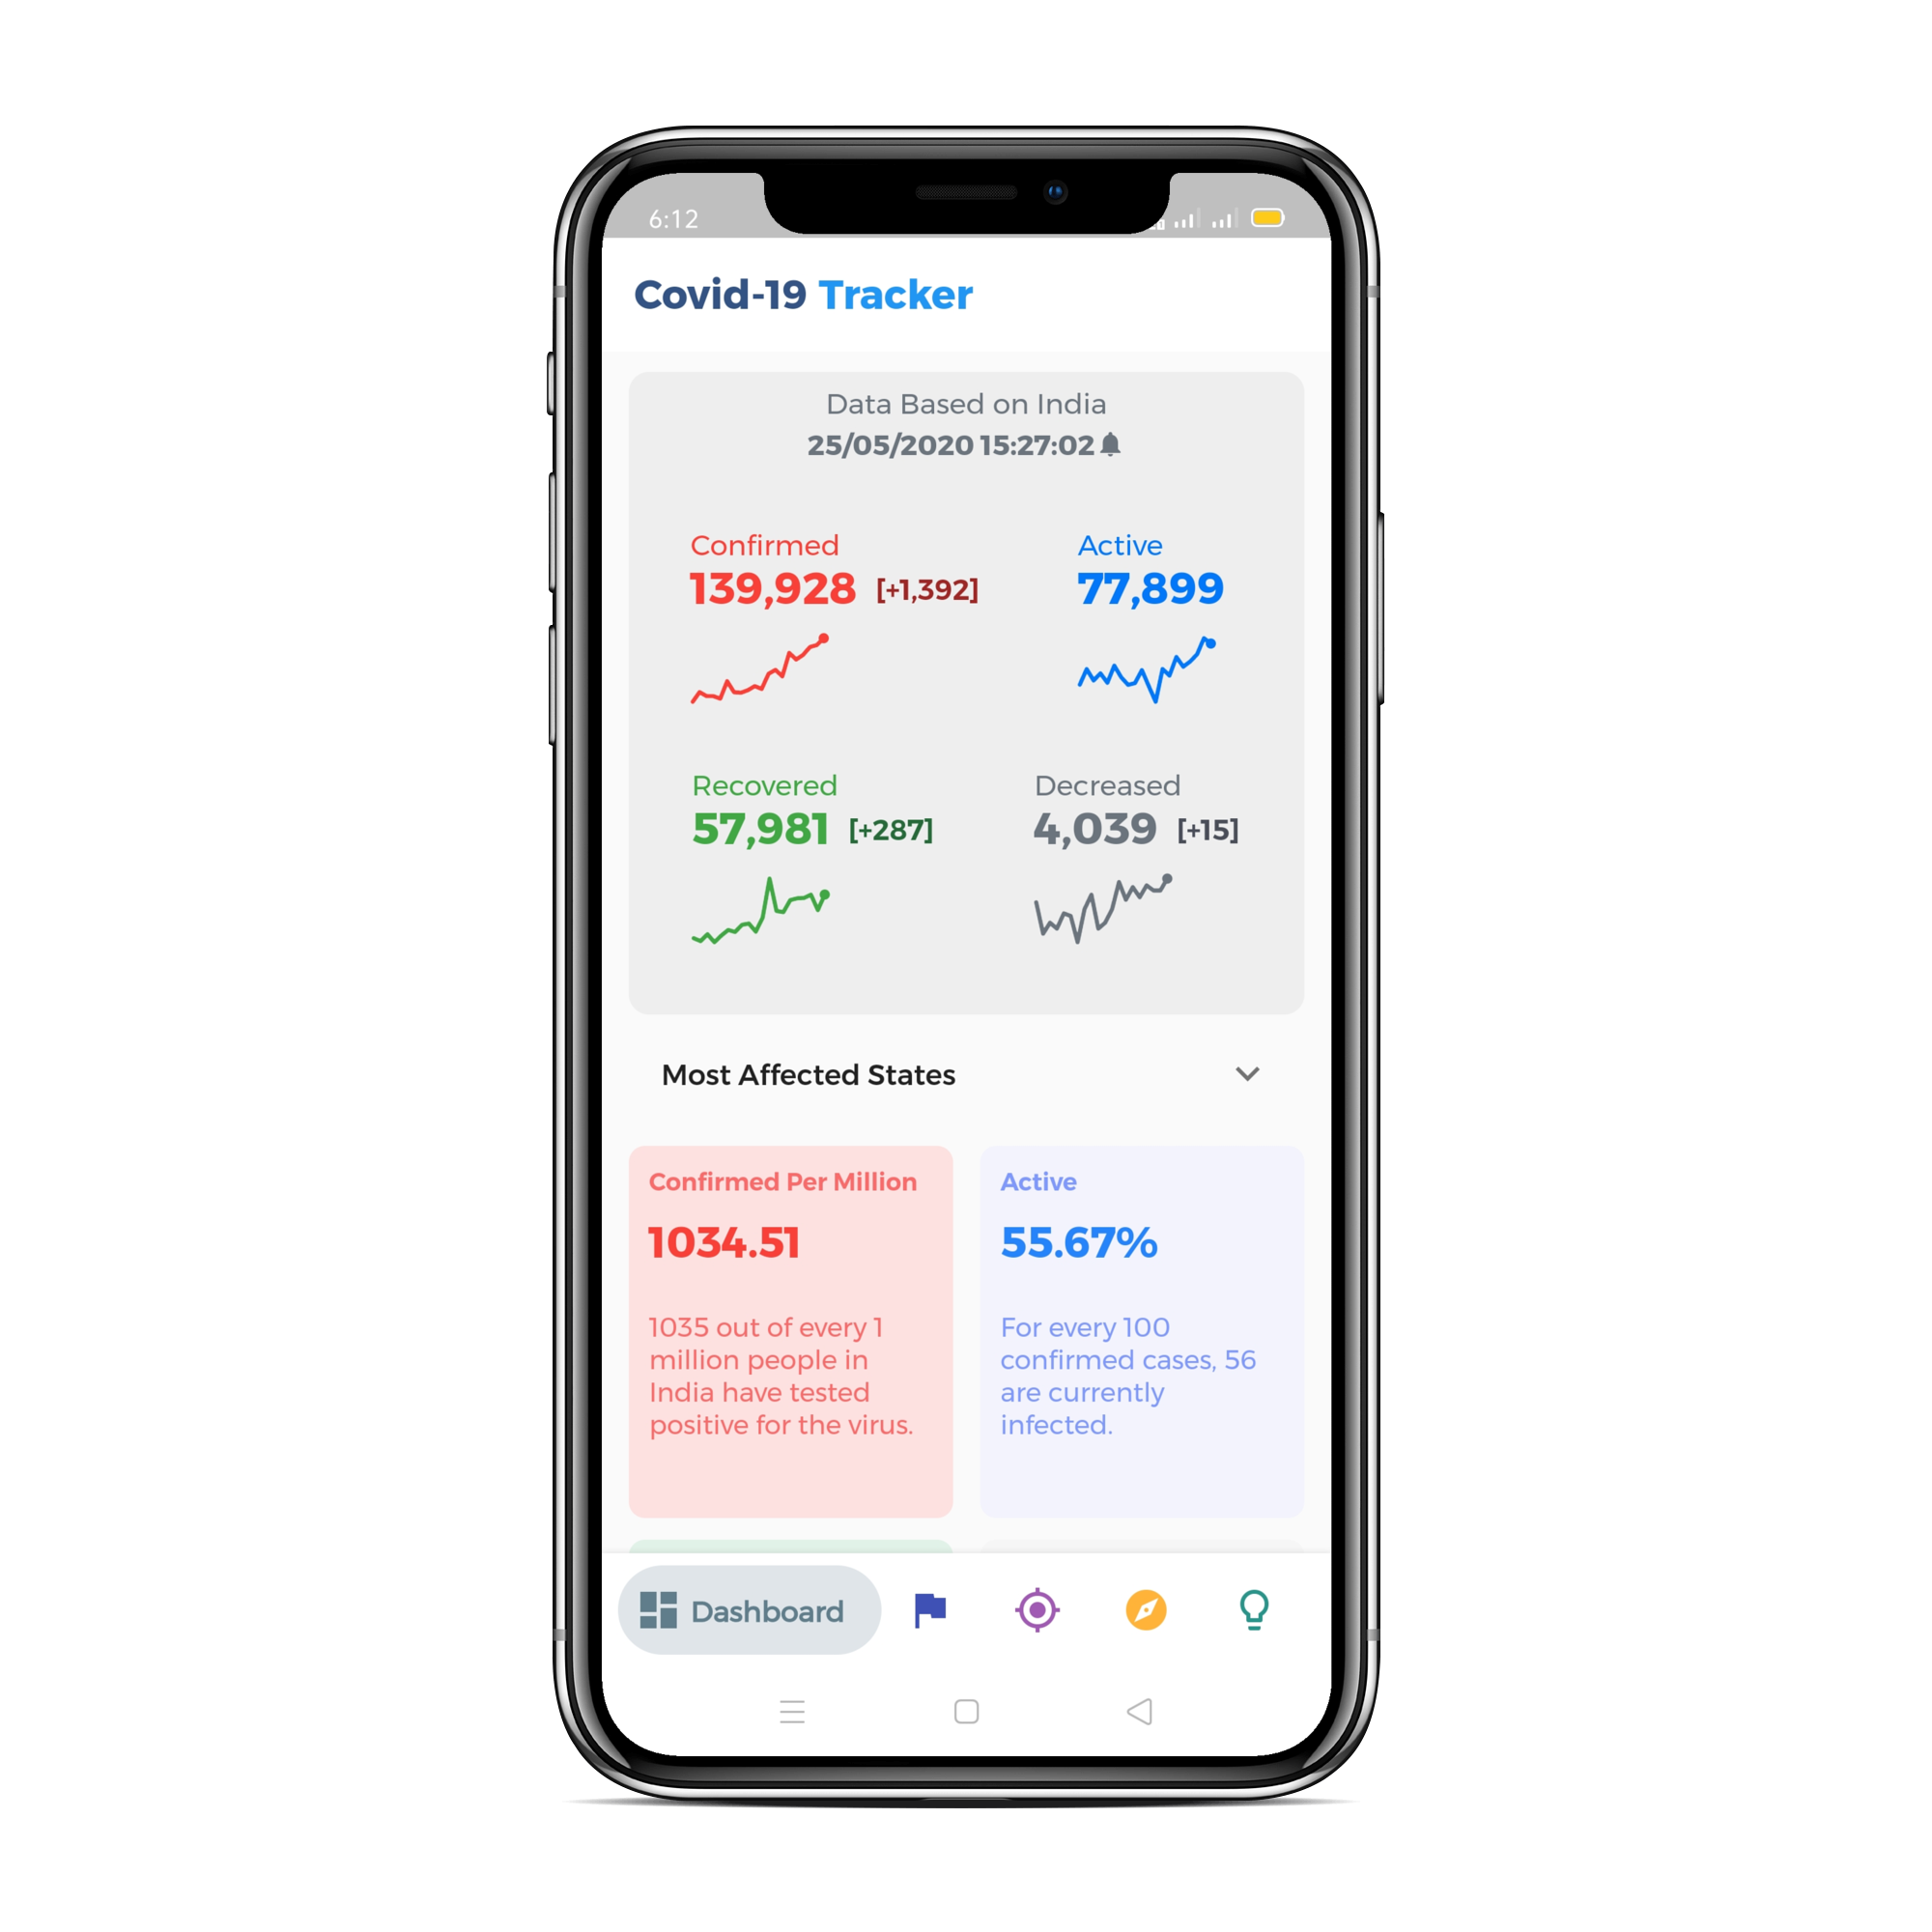 6:12
Covid-19 Tracker
Data Based on India
25/05/2020 15:27:02
Confirmed
139,928 [+1,392]
Active
77,899
Recovered
57,981 [+287]
Decreased
4,039 [+15]
Most Affected States
Confirmed Per Million
1034.51
1035 out of every 1
million people in
India have tested
positive for the virus.
Active
55.67%
For every 100
confirmed cases, 56
are currently
infected.
Dashboard